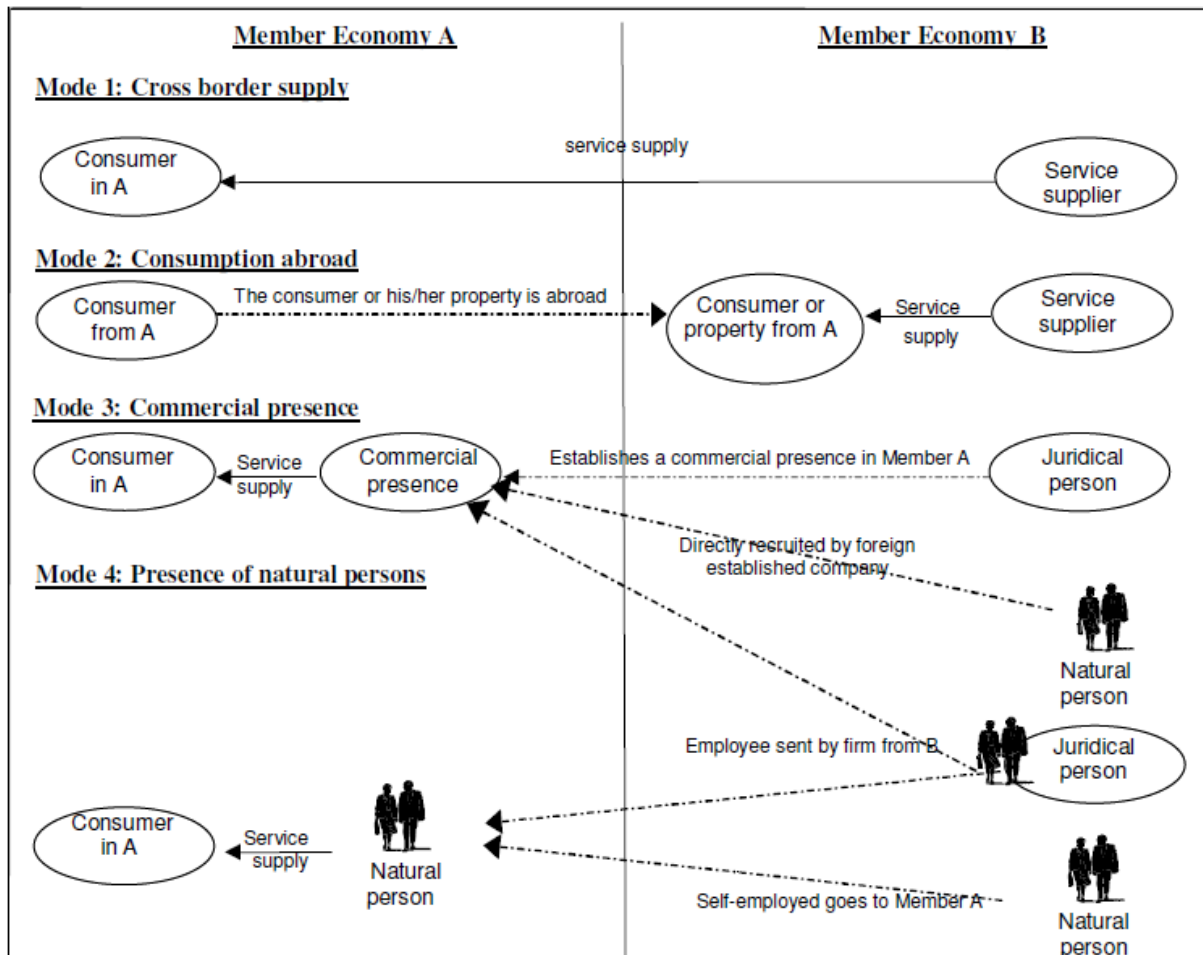 Member Economy A
Member Economy B
Mode 1: Cross border supply
service supply
Consumer
in A
Service
supplier
Mode 2: Consumption abroad
Consumer
from A
The consumer or his/her property is abroad
Consumer or
property from A
Service
supply
Service
supplier
Mode 3: Commercial presence
Consumer
in A
Service
supply
Commercial
presence
Establishes a commercial presence in Member A
Juridical
person
Directly recruited by foreign
established company
Mode 4: Presence of natural persons
Natural
person
Employee sent by firm from B
Juridical
person
Consumer
in A
Service
supply
Natural
person
Self-employed goes to Member A
Natural
person